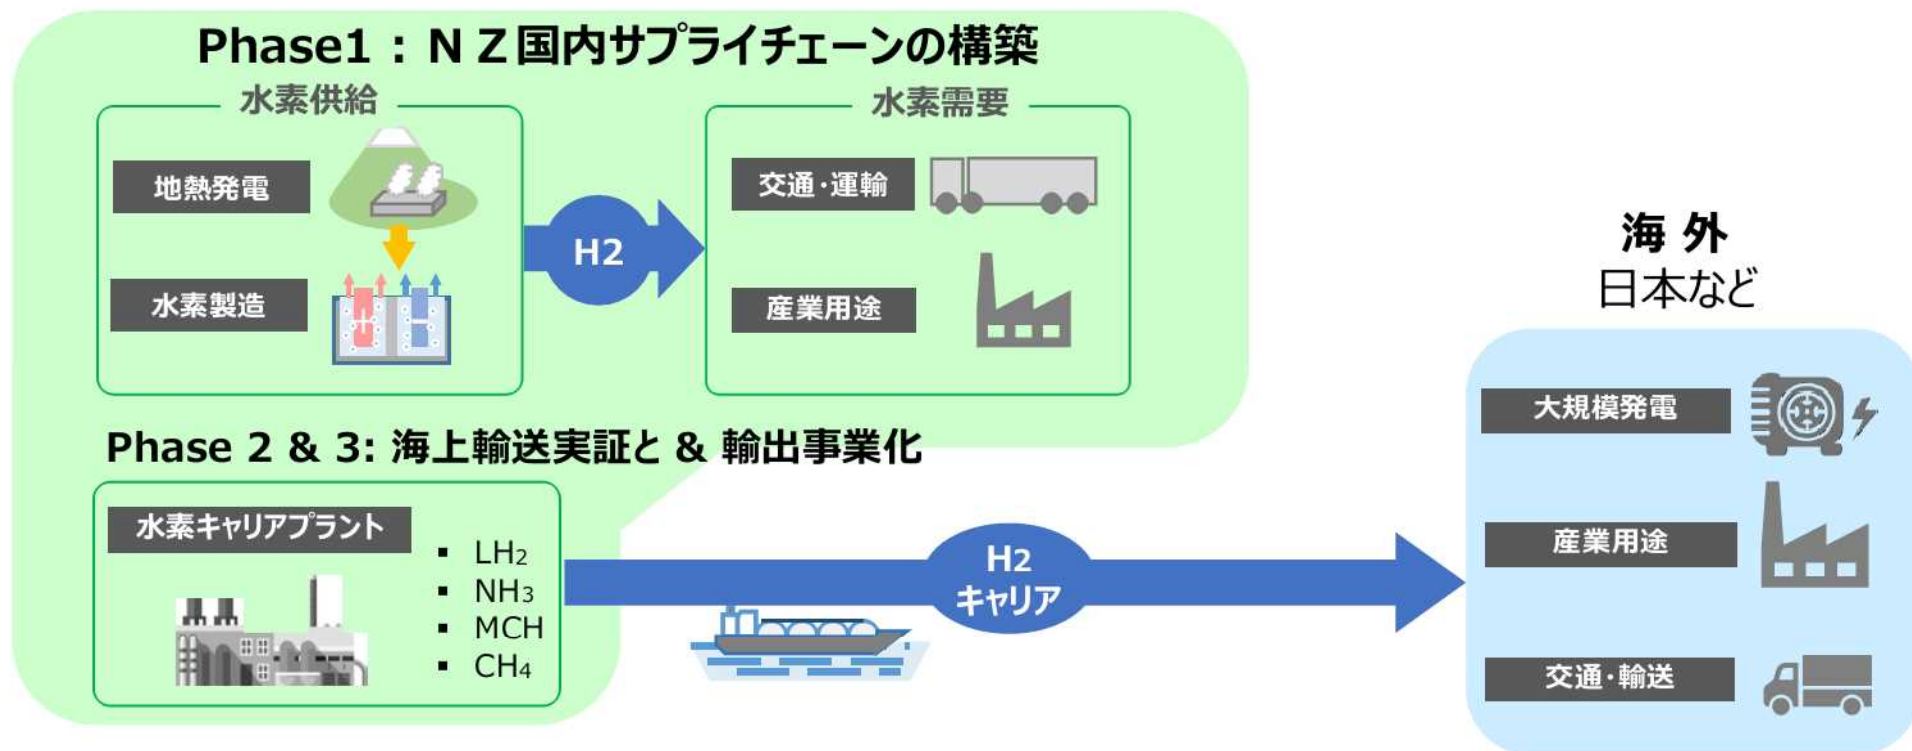 Phase1：ＮＺ国内サプライチェーンの構築
水素供給
地熱発電
水素製造
H2
水素需要
交通・運輸
産業用途
Phase 2 & 3: 海上輸送実証と & 輸出事業化
水素キャリアプラント
▪ LH₂
▪ NH₃
▪ MCH
▪ CH₄
H2
キャリア
海 外
日本など
大規模発電
産業用途
交通・輸送